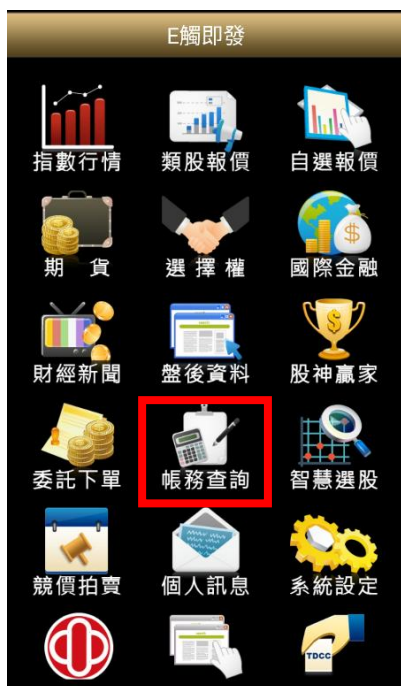 E觸即發
指數行情 類股報價 自選報價
期 貨 選擇權 國際金融
財經新聞 盤後資料 股神贏家
委託下單 帳務查詢 智慧選股
競價拍賣 個人訊息 系統設定
TDCC